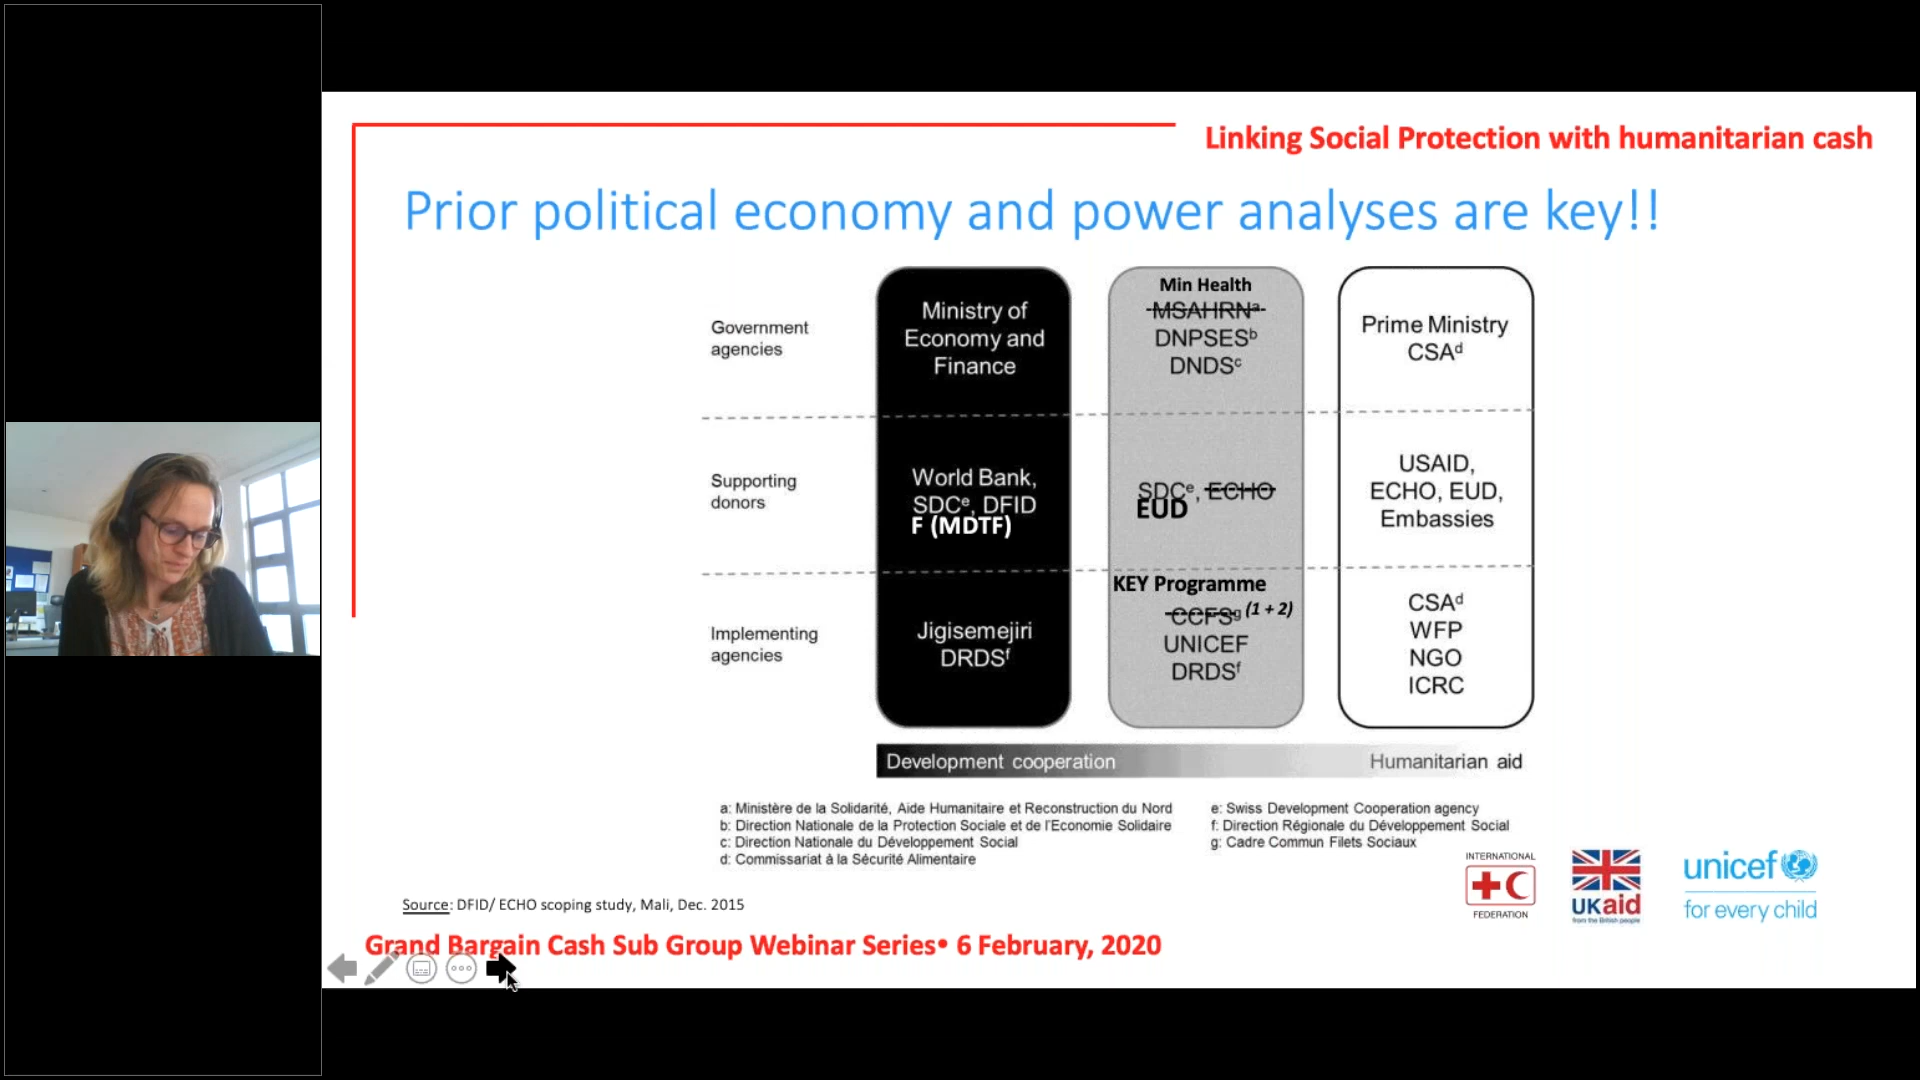 Linking Social Protection with humanitarian cash
Prior political economy and power analyses are key!!
Government
agencies
Ministry of
Economy and
Finance
Min Health
MSAHRNᵃ
DNPSESᵇ
DNDSᶜ
Prime Ministry
CSAᵈ
Supporting
donors
World Bank,
SDCᵉ, DFID
F (MDTF)
SDCᵉ, ECHO
EUD
USAID,
ECHO, EUD,
Embassies
Implementing
agencies
Jigisemejiri
DRDSᶠ
KEY Programme
CCFSg (1 + 2)
UNICEF
DRDSᶠ
CSAᵈ
WFP
NGO
ICRC
Development cooperation
Humanitarian aid
a: Ministère de la Solidarité, Aide Humanitaire et Reconstruction du Nord
b: Direction Nationale de la Protection Sociale et de l'Economie Solidaire
c: Direction Nationale du Développement Social
d: Commissariat à la Sécurité Alimentaire
e: Swiss Development Cooperation agency
f: Direction Régionale du Développement Social
g: Cadre Commun Filets Sociaux
INTERNATIONAL
FEDERATION
UKaid
from the British people
unicef
for every child
Source: DFID/ ECHO scoping study, Mali, Dec. 2015
Grand Bargain Cash Sub Group Webinar Series• 6 February, 2020